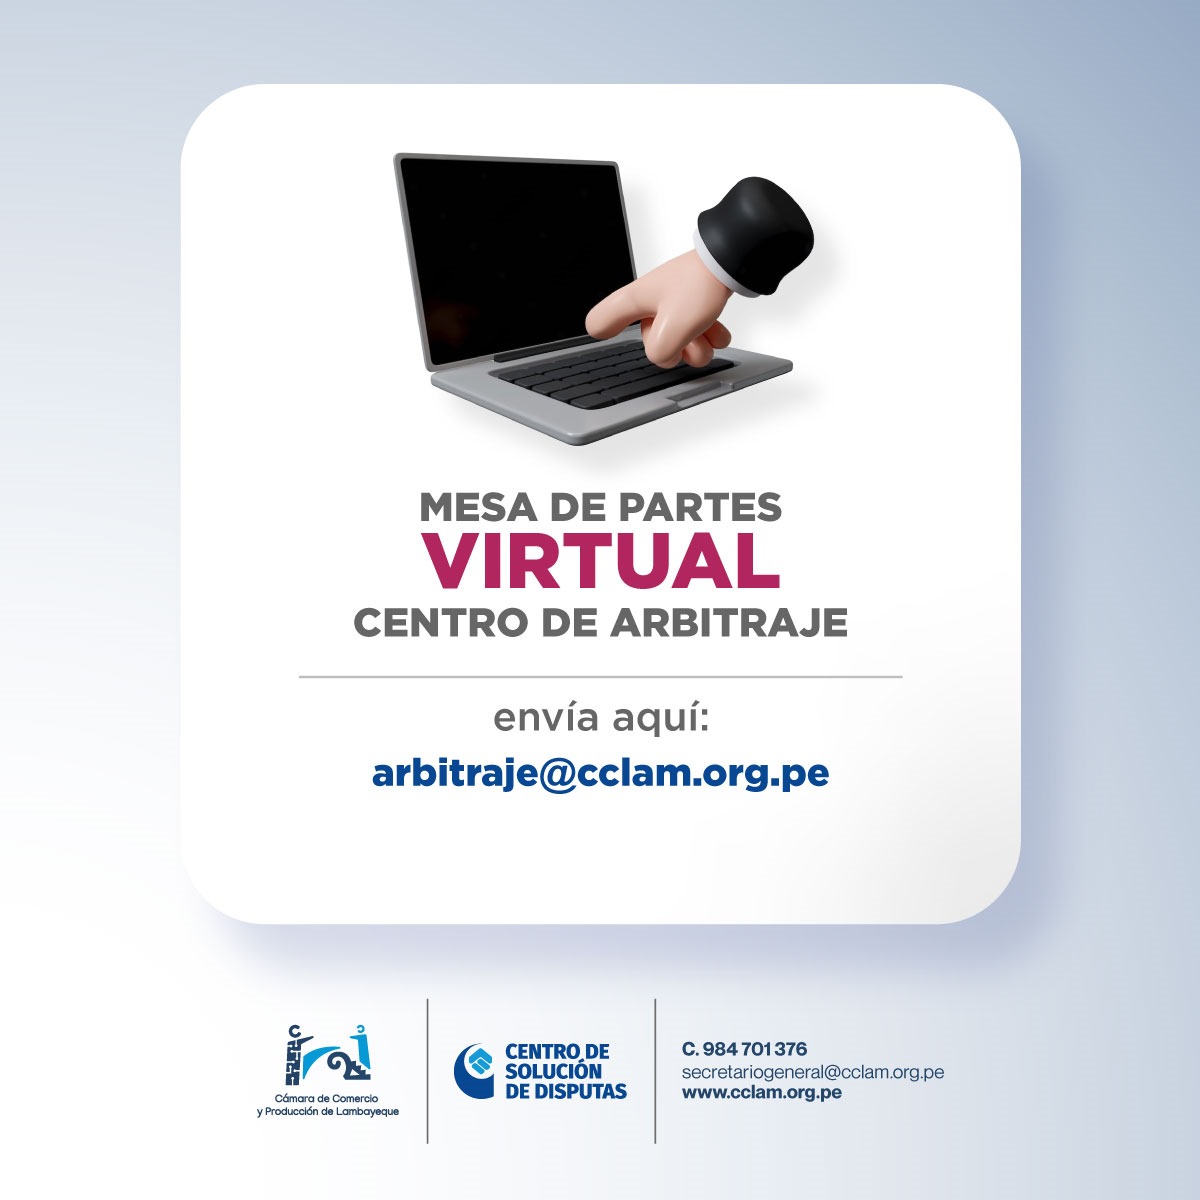 MESA DE PARTES
VIRTUAL
CENTRO DE ARBITRAJE
envía aquí:
arbitraje@cclam.org.pe
Cámara de Comercio
y Producción de Lambayeque
CENTRO DE
SOLUCIÓN
DE DISPUTAS
C. 984 701 376
secretariogeneral@cclam.org.pe
www.cclam.org.pe